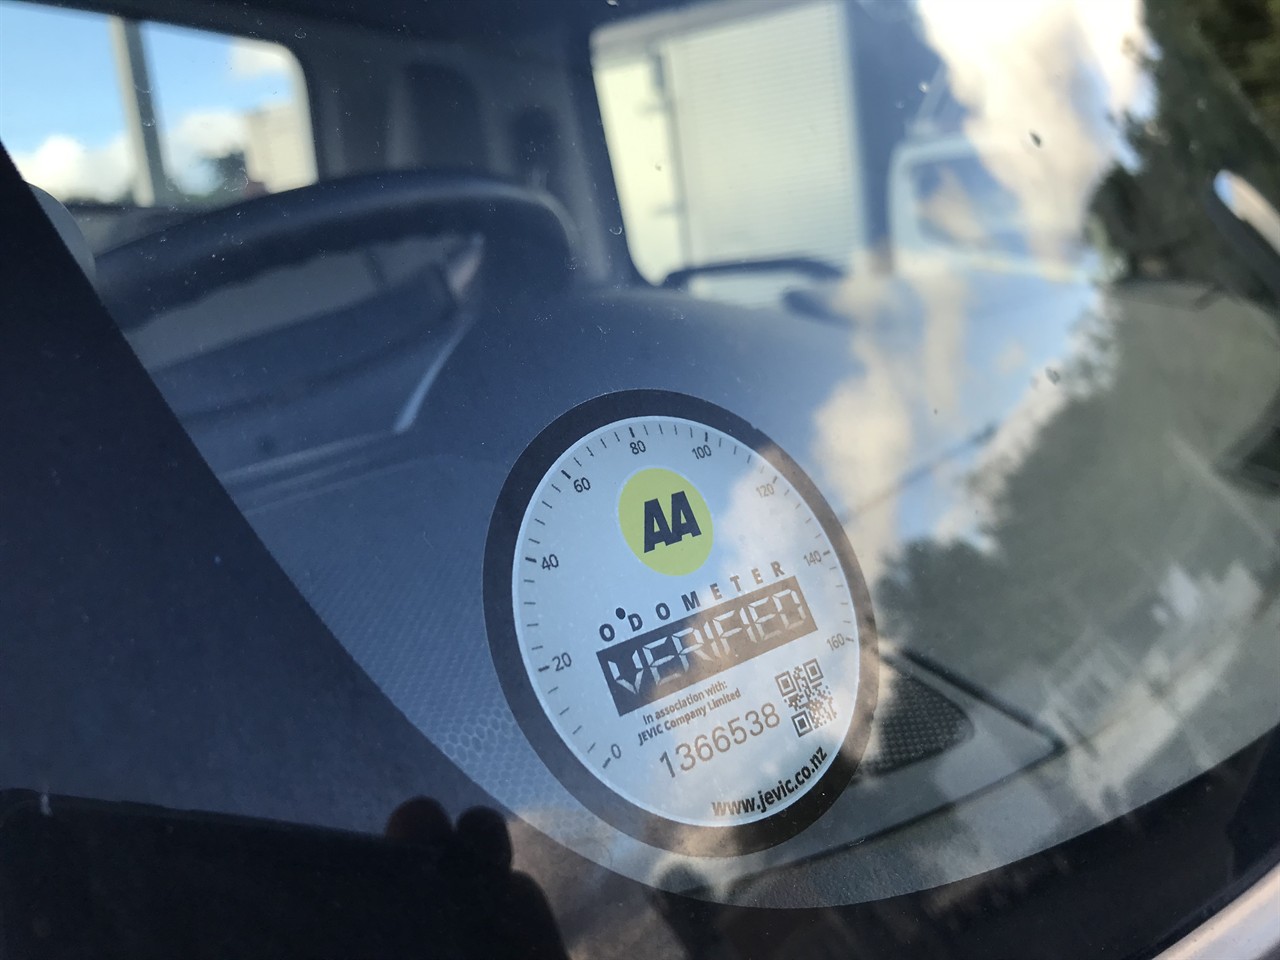 0
20
40
60
80
100
120
140
160
AA
O'DOMETER
VERIFIED
In association with:
JEVIC Company Limited
1366538
www.jevic.co.nz